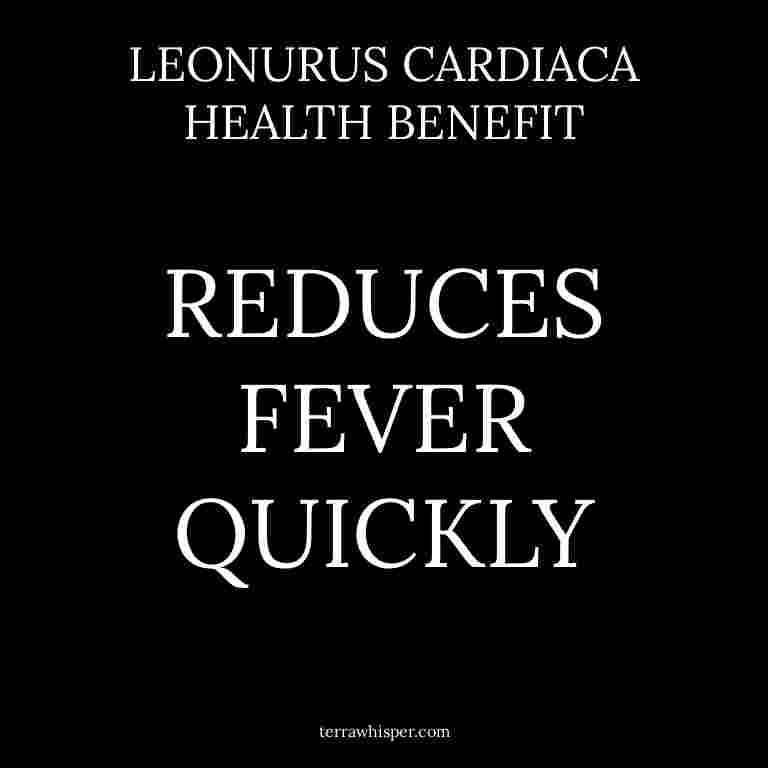 LEONURUS CARDIACA
HEALTH BENEFIT
REDUCES
FEVER
QUICKLY
terrawhisper.com